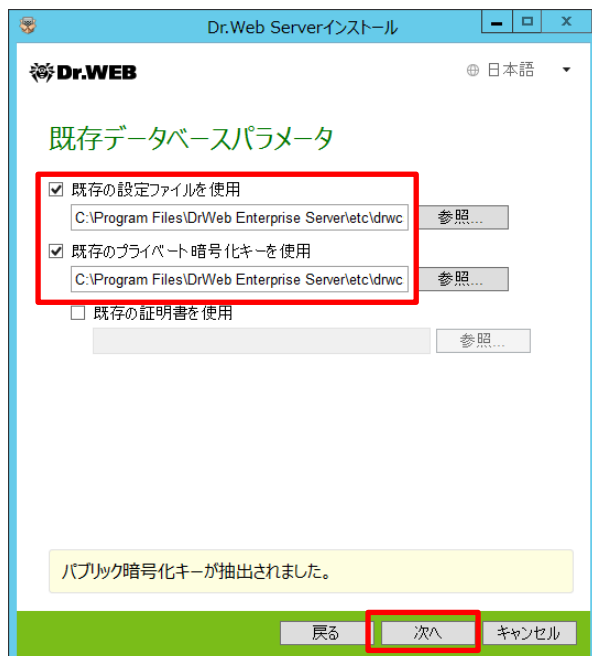 Dr.Web Serverインストール
Dr.WEB
日本語
既存データベースパラメータ
既存の設定ファイルを使用
C:\Program Files\DrWeb Enterprise Server\etc\drwc
参照...
既存のプライベート暗号化キーを使用
C:\Program Files\DrWeb Enterprise Server\etc\drwc
参照...
既存の証明書を使用
参照...
パブリック暗号化キーが抽出されました。
戻る
次へ
キャンセル